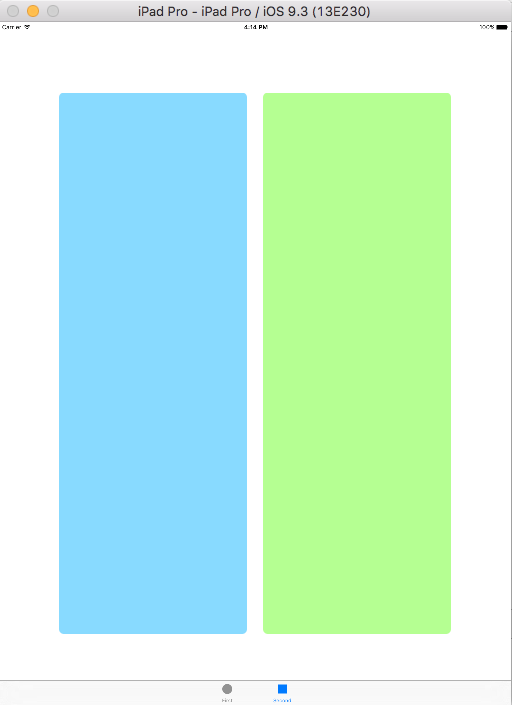 iPad Pro - iPad Pro / iOS 9.3 (13E230)
Carrier 4:14 PM 100%
First Second